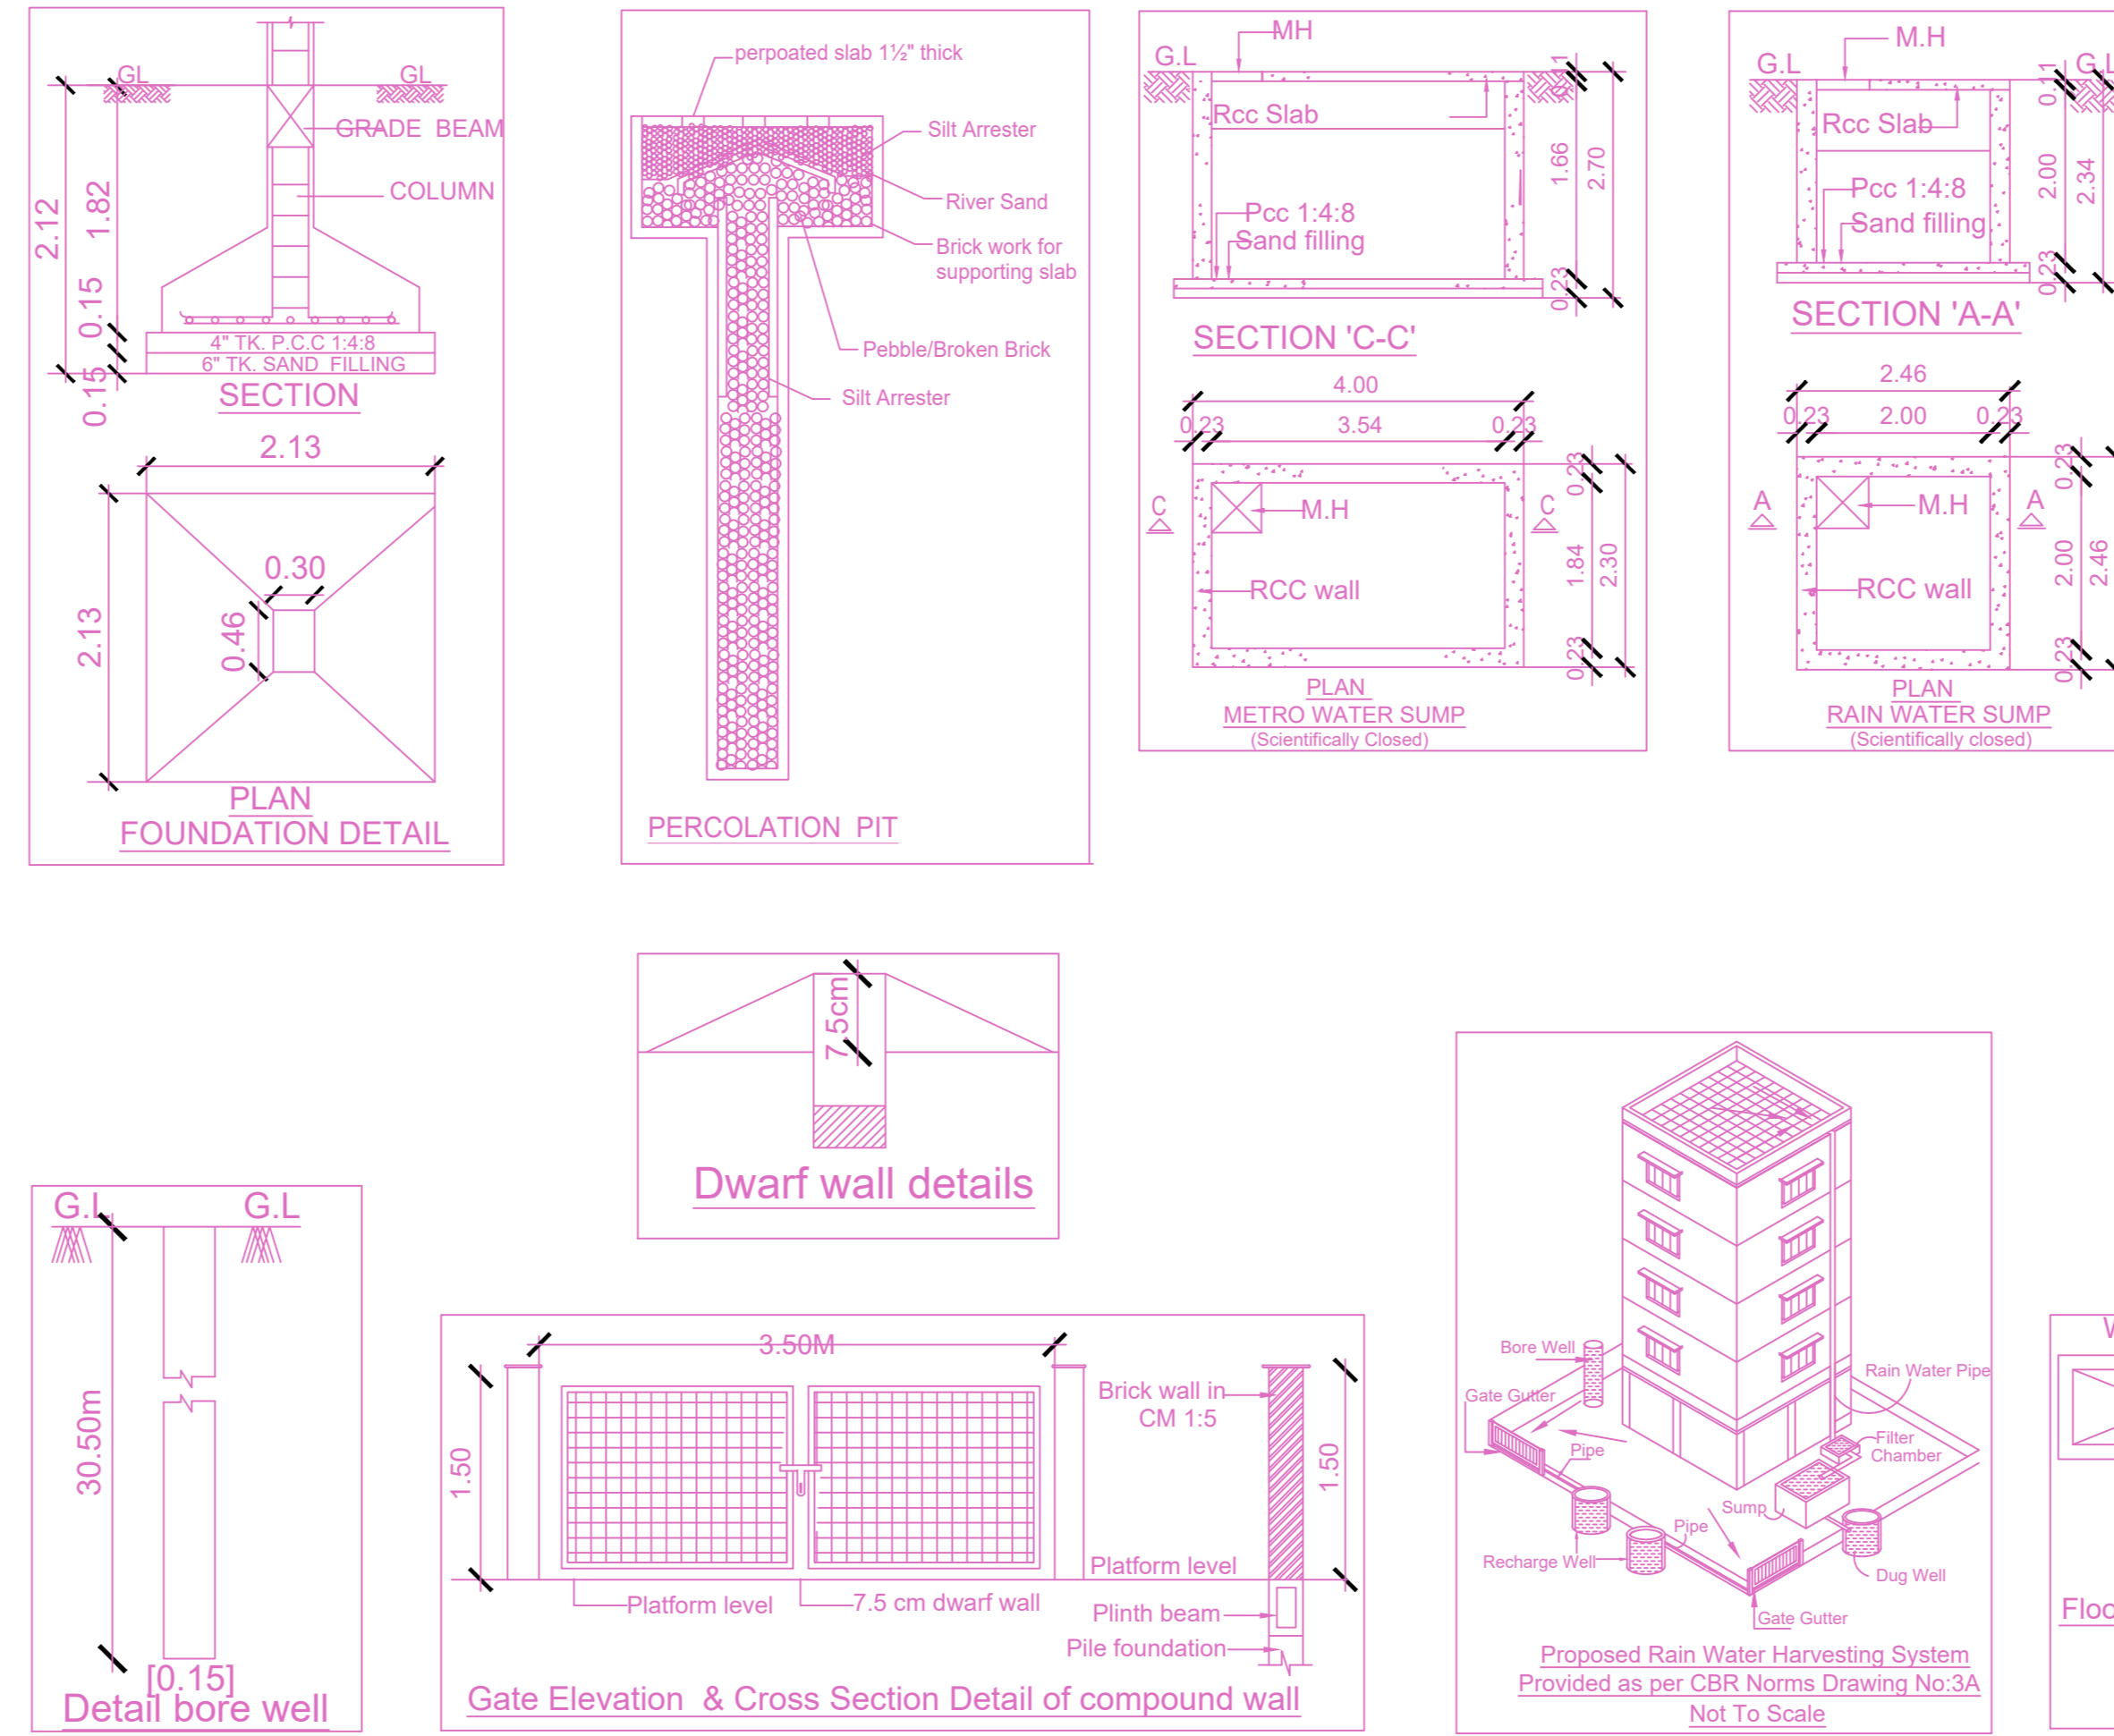 GL
GL
GRADE BEAM
COLUMN
2.12
1.82
0.15
0.15
4" TK. P.C.C 1:4:8
6" TK. SAND FILLING
SECTION
2.13
2.13
0.30
0.46
PLAN
FOUNDATION DETAIL
perpoated slab 1½" thick
Silt Arrester
River Sand
Brick work for
supporting slab
Pebble/Broken Brick
Silt Arrester
PERCOLATION PIT
MH
G.L
Rcc Slab
Pcc 1:4:8
Sand filling
1.66
2.70
0.23
SECTION 'C-C'
4.00
0.23
3.54
0.23
C
M.H
C
RCC wall
0.23
1.84
2.30
0.23
PLAN
METRO WATER SUMP
(Scientifically Closed)
M.H
G.L
G.L
Rcc Slab
Pcc 1:4:8
Sand filling
0.11
2.00
2.34
0.23
SECTION 'A-A'
2.46
0.23
2.00
0.23
A
M.H
A
RCC wall
0.23
2.00
2.46
0.23
PLAN
RAIN WATER SUMP
(Scientifically closed)
7.5cm
Dwarf wall details
G.L
G.L
30.50m
[0.15]
Detail bore well
3.50M
1.50
Brick wall in
CM 1:5
1.50
Platform level
Platform level
7.5 cm dwarf wall
Plinth beam
Pile foundation
Gate Elevation & Cross Section Detail of compound wall
Bore Well
Gate Gutter
Pipe
Rain Water Pipe
Filter
Chamber
Sump
Pipe
Recharge Well
Dug Well
Gate Gutter
Proposed Rain Water Harvesting System
Provided as per CBR Norms Drawing No:3A
Not To Scale